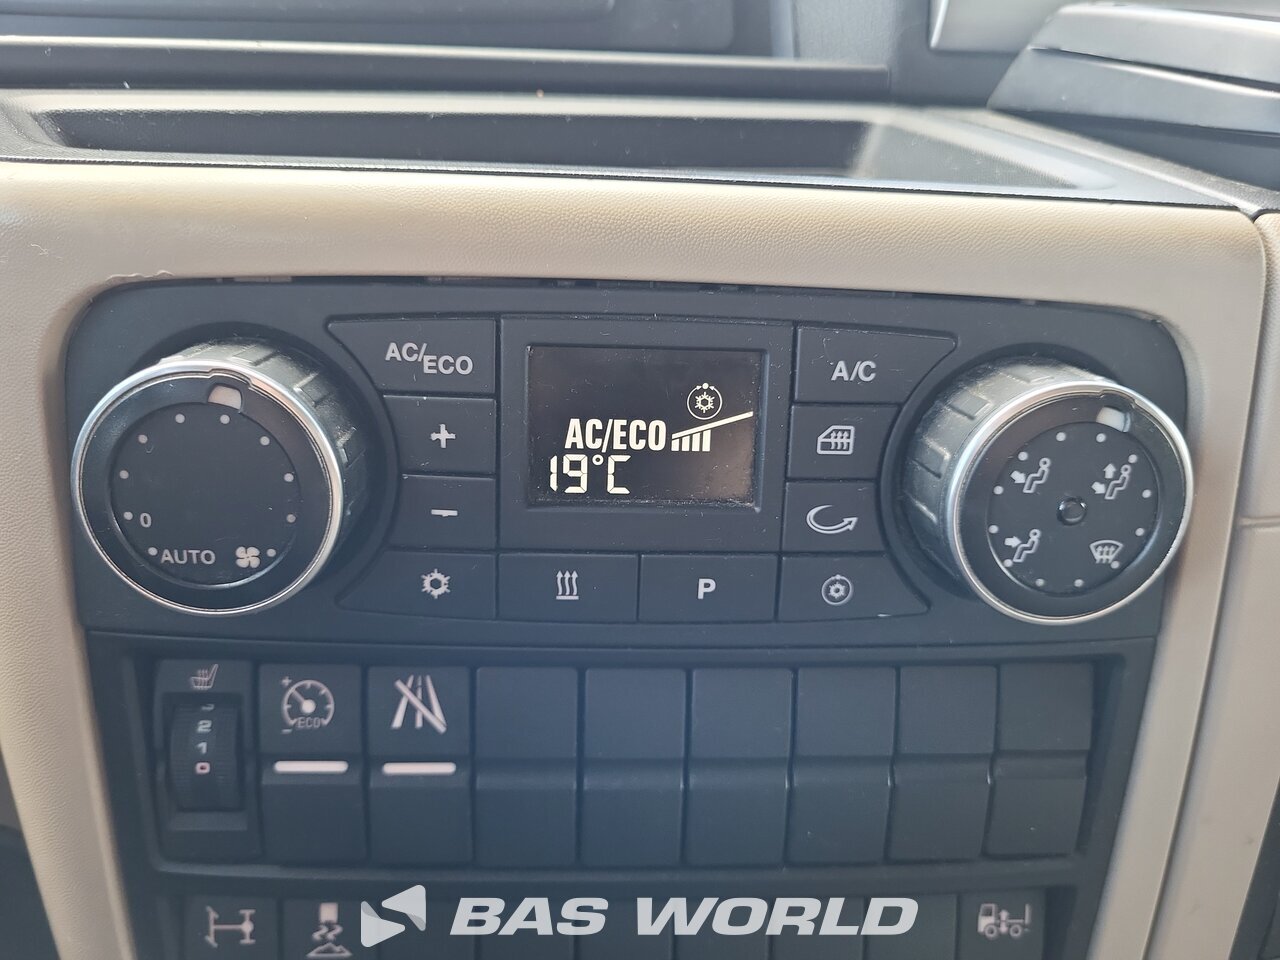 AC/ECO
A/C
AC/ECO
19°C
0
AUTO
P
2
1
0
+
ECO
-
BAS WORLD